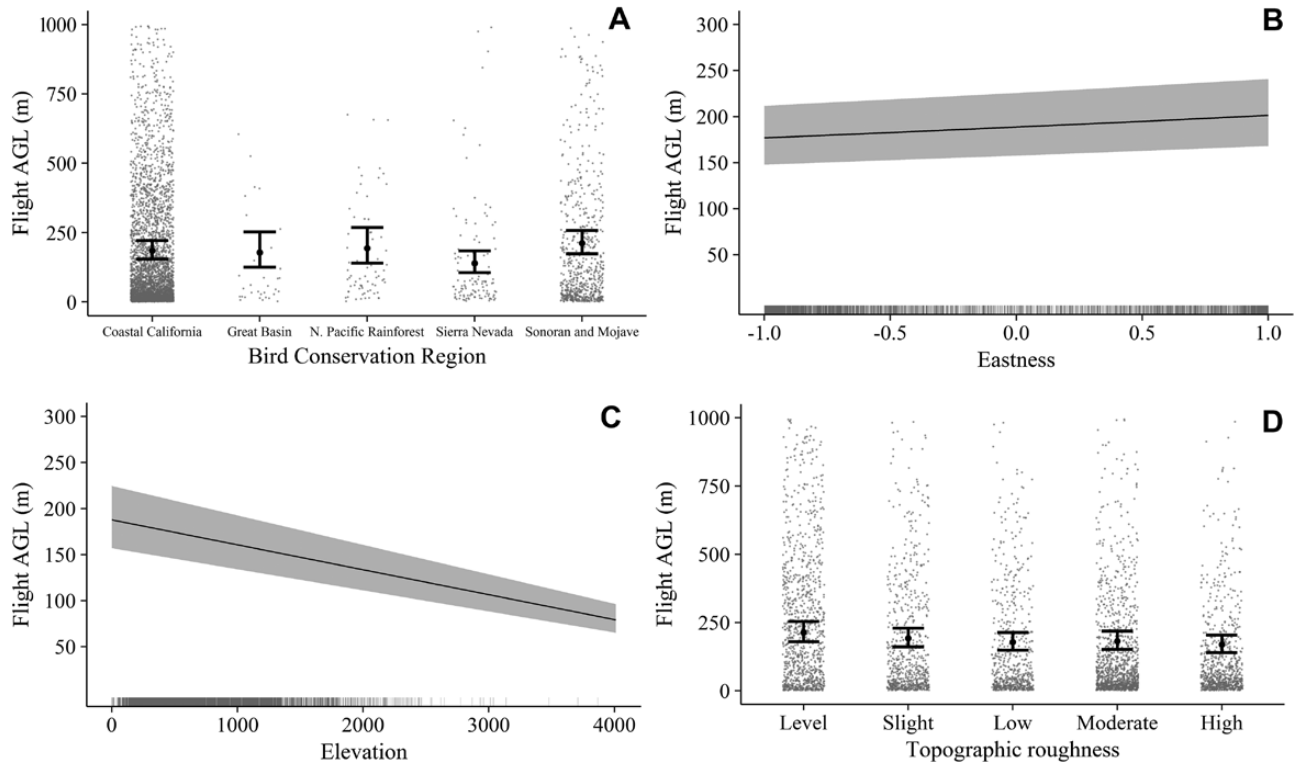 A
Flight AGL (m)
1000
750
500
250
0
Coastal California Great Basin N. Pacific Rainforest Sierra Nevada Sonoran and Mojave
Bird Conservation Region
B
Flight AGL (m)
300
250
200
150
100
50
-1.0 -0.5 0.0 0.5 1.0
Eastness
C
Flight AGL (m)
300
250
200
150
100
50
0 1000 2000 3000 4000
Elevation
D
Flight AGL (m)
1000
750
500
250
0
Level Slight Low Moderate High
Topographic roughness